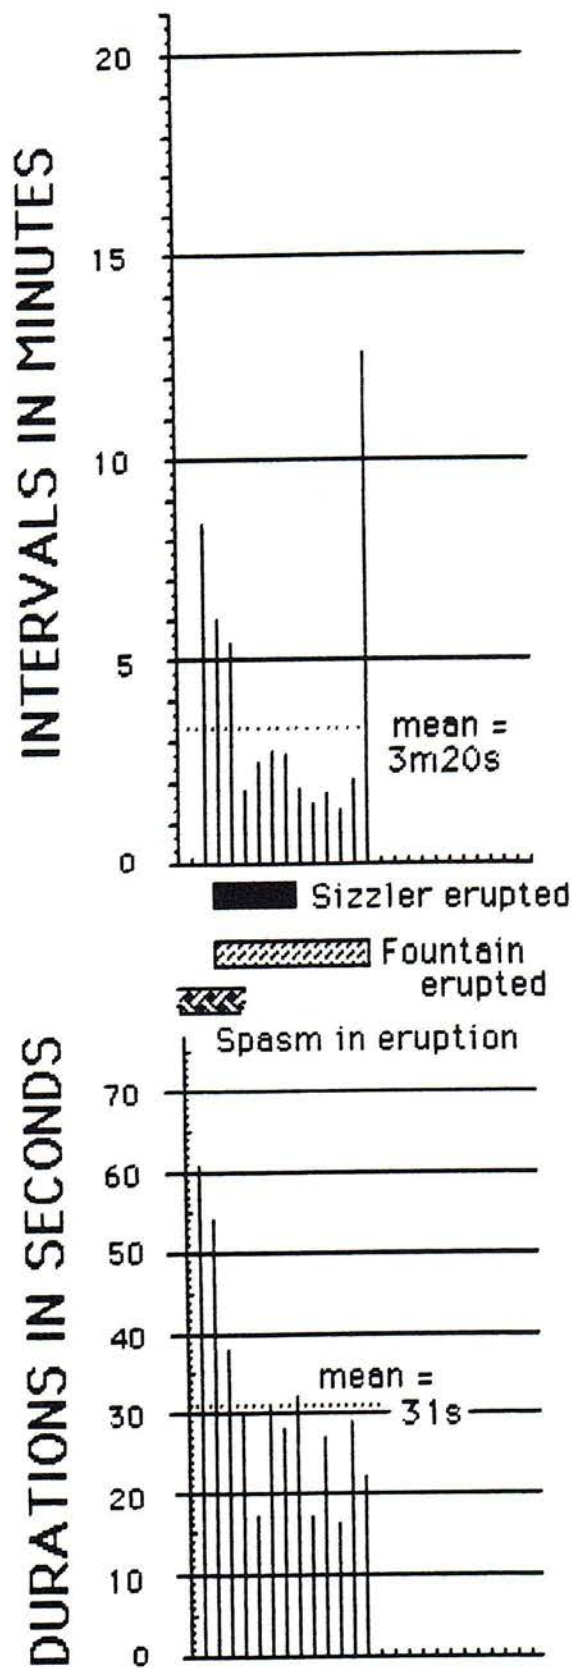 INTERVALS IN MINUTES
20
15
10
5
0
mean =
3m20s
Sizzler erupted
Fountain
erupted
Spasm in eruption
DURATIONS IN SECONDS
70
60
50
40
30
20
10
0
mean =
31s